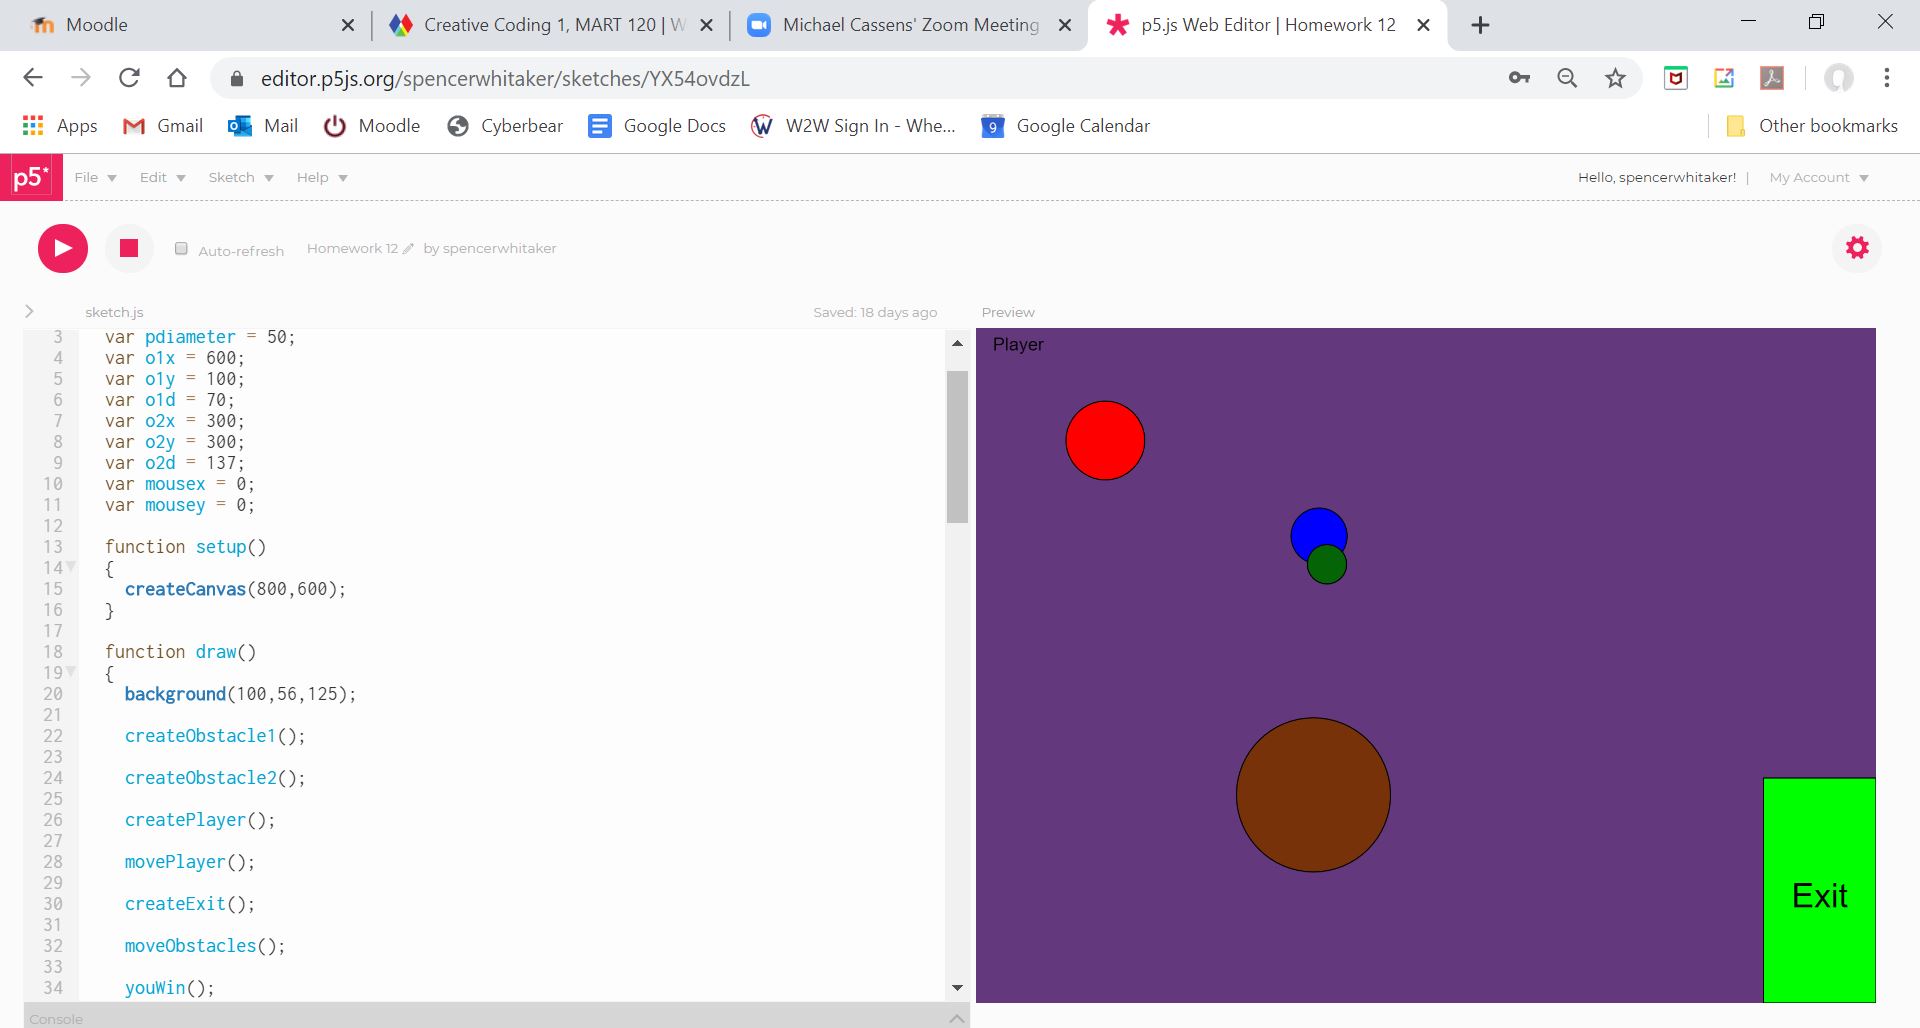 Moodle
Creative Coding 1, MART 120 | W
Michael Cassens' Zoom Meeting
p5.js Web Editor | Homework 12
editor.p5js.org/spencerwhitaker/sketches/YX54ovdzL
Apps
Gmail
Mail
Moodle
Cyberbear
Google Docs
W2W Sign In - Whe...
9
Google Calendar
Other bookmarks
p5*
File
Edit
Sketch
Help
Hello, spencerwhitaker! |
My Account
Auto-refresh
Homework 12
by spencerwhitaker
sketch.js
Saved: 18 days ago
Preview
3 var pdiameter = 50;
4 var o1x = 600;
5 var o1y = 100;
6 var o1d = 70;
7 var o2x = 300;
8 var o2y = 300;
9 var o2d = 137;
10 var mousex = 0;
11 var mousey = 0;
12
13 function setup()
14 {
15 createCanvas(800,600);
16 }
17
18 function draw()
19 {
20 background(100,56,125);
21
22 createObstacle1();
23
24 createObstacle2();
25
26 createPlayer();
27
28 movePlayer();
29
30 createExit();
31
32 moveObstacles();
33
34 youWin();
Console
Player
Exit